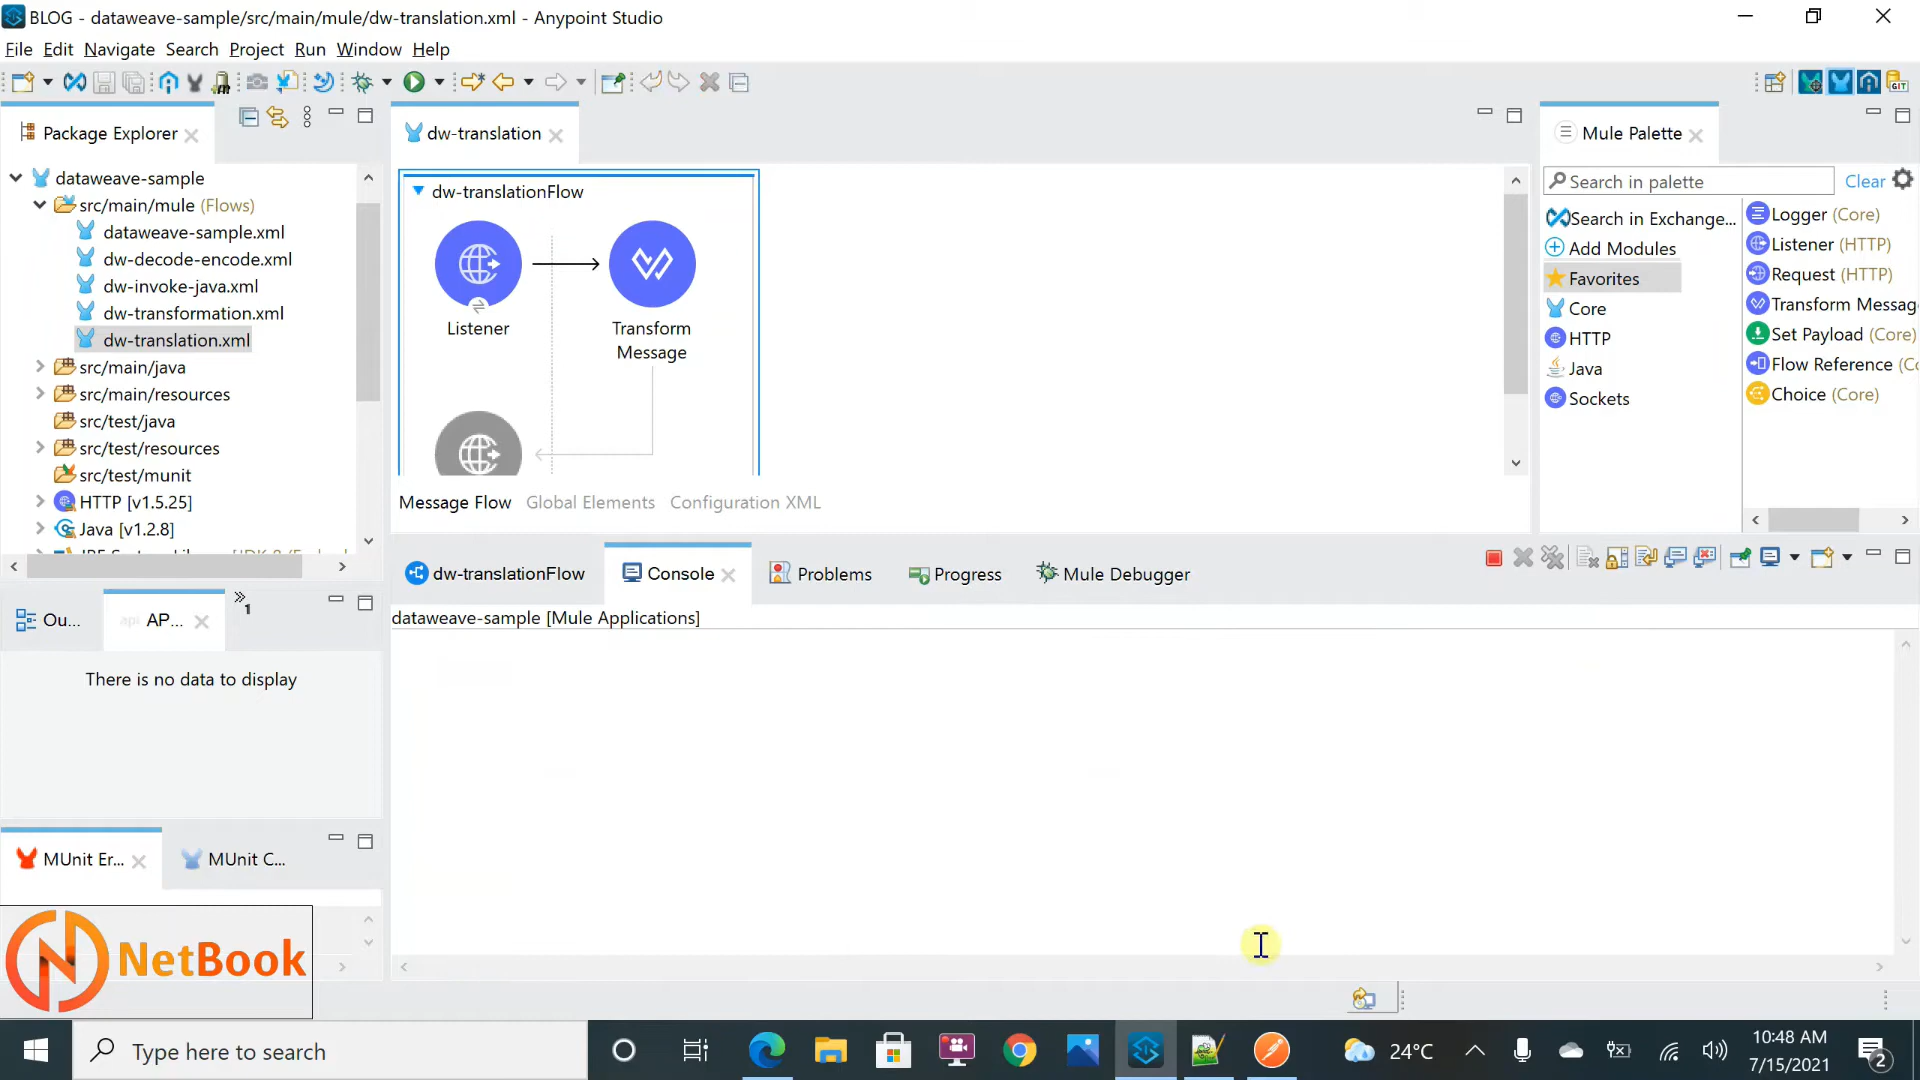 BLOG - dataweave-sample/src/main/mule/dw-translation.xml - Anypoint Studio
File Edit Navigate Search Project Run Window Help
GIT
Package Explorer
dataweave-sample
src/main/mule (Flows)
dataweave-sample.xml
dw-decode-encode.xml
dw-invoke-java.xml
dw-transformation.xml
dw-translation.xml
src/main/java
src/main/resources
src/test/java
src/test/resources
src/test/munit
HTTP [v1.5.25]
Java [v1.2.8]
dw-translation
dw-translationFlow
Listener
Transform
Message
Message Flow Global Elements Configuration XML
Mule Palette
Search in palette
Clear
Search in Exchange...
Add Modules
Favorites
Core
HTTP
Java
Sockets
Logger (Core)
Listener (HTTP)
Request (HTTP)
Transform Messag
Set Payload (Core)
Flow Reference (Co
Choice (Core)
dw-translationFlow Console Problems Progress Mule Debugger
dataweave-sample [Mule Applications]
Ou... api AP... 1
There is no data to display
MUnit Er... MUnit C...
NetBook
Type here to search
24°C
10:48 AM
7/15/2021
2